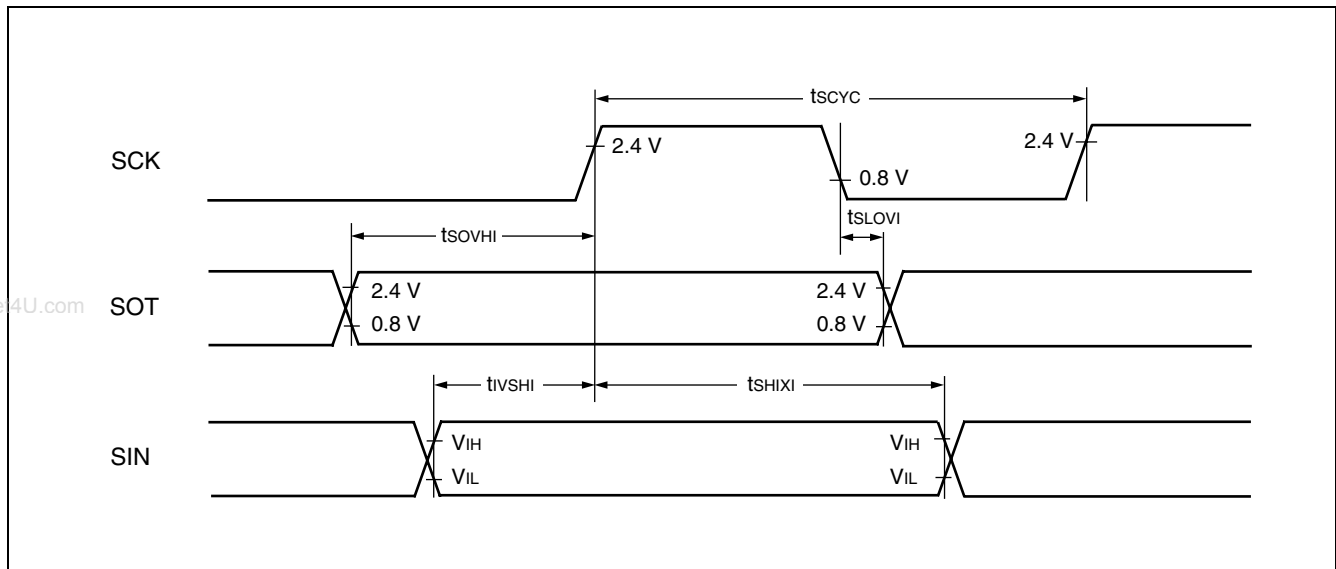 tSCYC
SCK
2.4 V
2.4 V
0.8 V
tSLOVI
tSOVHI
et4U.com
SOT
2.4 V
2.4 V
0.8 V
0.8 V
tIVSHI
tSHIXI
SIN
VIH
VIH
VIL
VIL